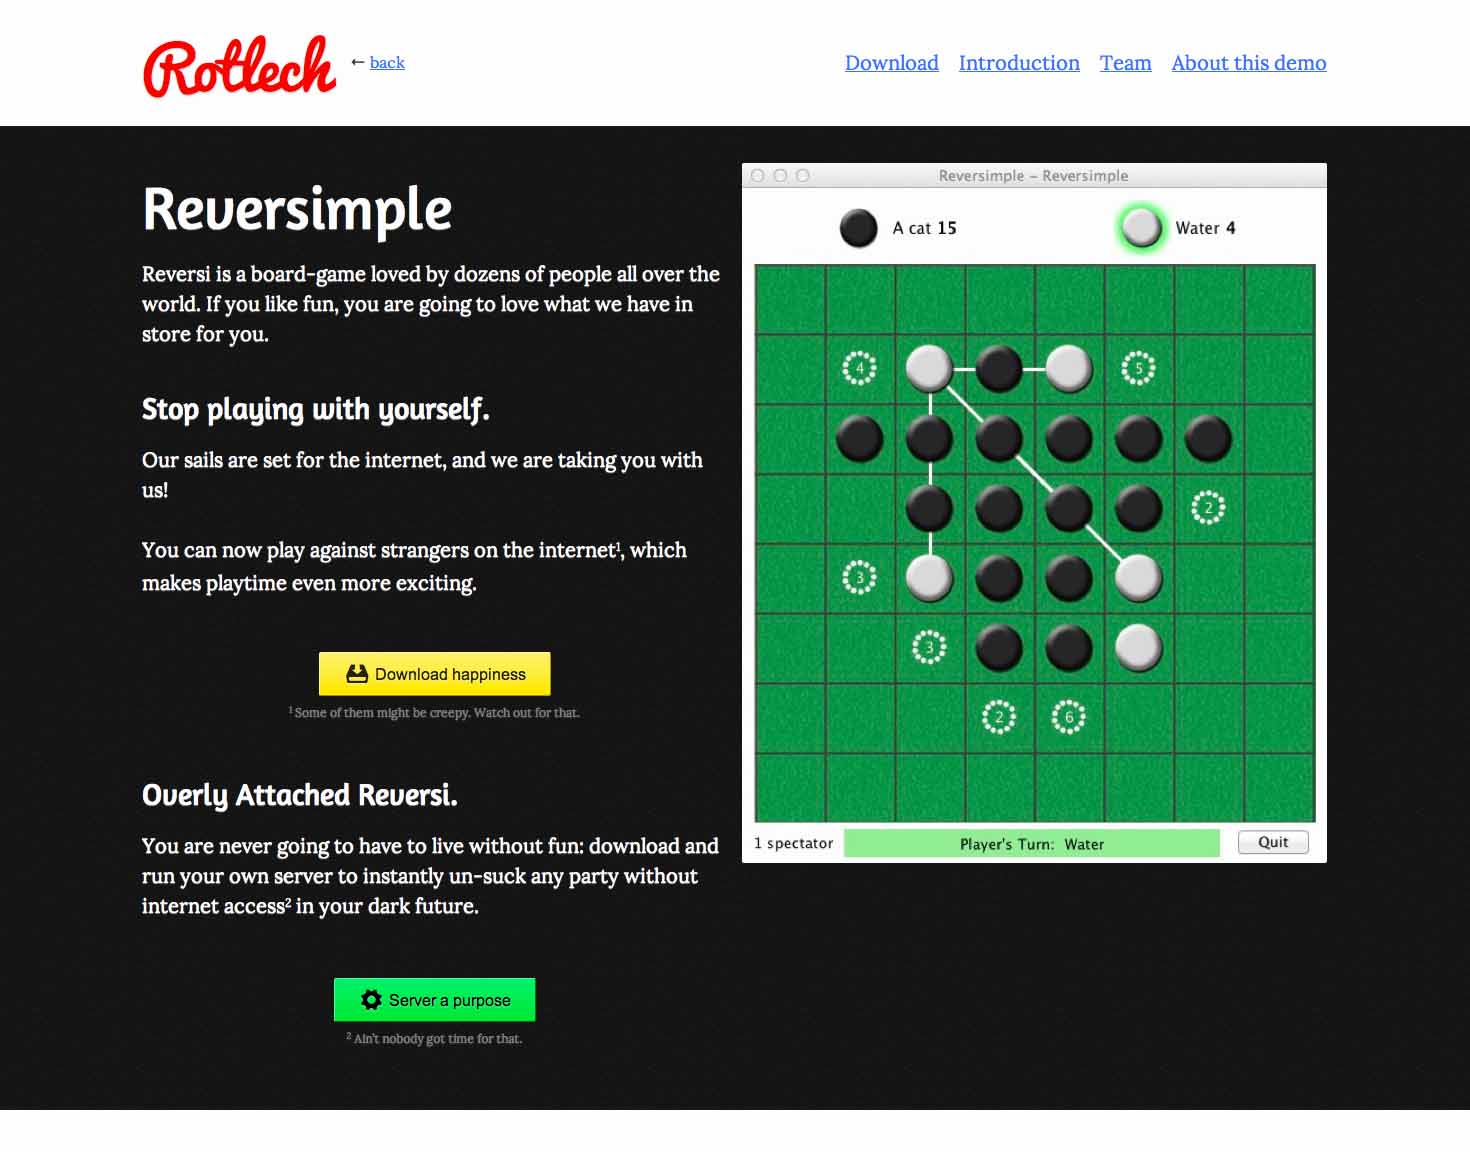 Rotlech
← back
Download Introduction Team About this demo
Reversimple
Reversi is a board-game loved by dozens of people all over the
world. If you like fun, you are going to love what we have in
store for you.
Stop playing with yourself.
Our sails are set for the internet, and we are taking you with
us!
You can now play against strangers on the internet¹, which
makes playtime even more exciting.
Download happiness
¹ Some of them might be creepy. Watch out for that.
Overly Attached Reversi.
You are never going to have to live without fun: download and
run your own server to instantly un-suck any party without
internet access² in your dark future.
Server a purpose
² Ain't nobody got time for that.
Reversimple – Reversimple
A cat 15
Water 4
4 5
2
3
3
2 6
1 spectator
Player's Turn: Water
Quit